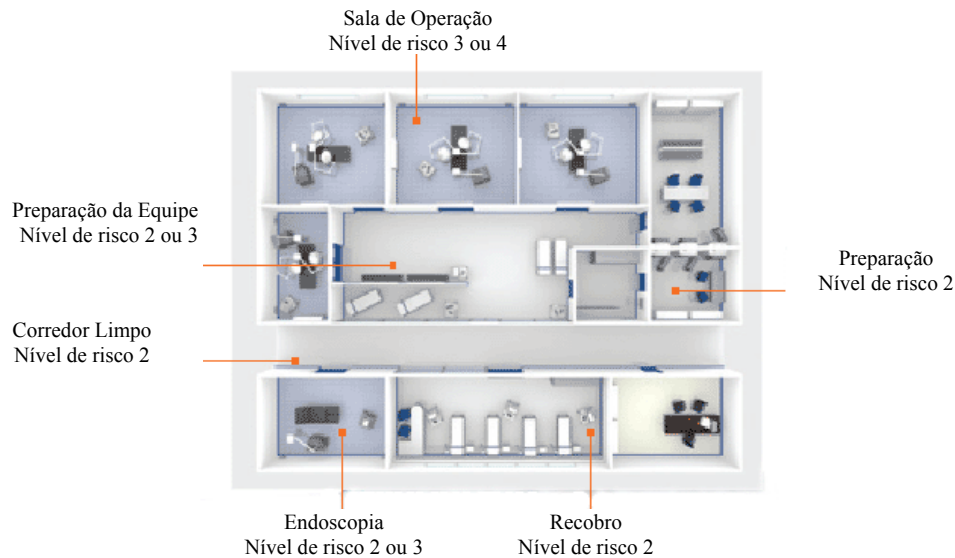 Sala de Operação
Nível de risco 3 ou 4
Preparação da Equipe
Nível de risco 2 ou 3
Preparação
Nível de risco 2
Corredor Limpo
Nível de risco 2
Endoscopia
Nível de risco 2 ou 3
Recobro
Nível de risco 2